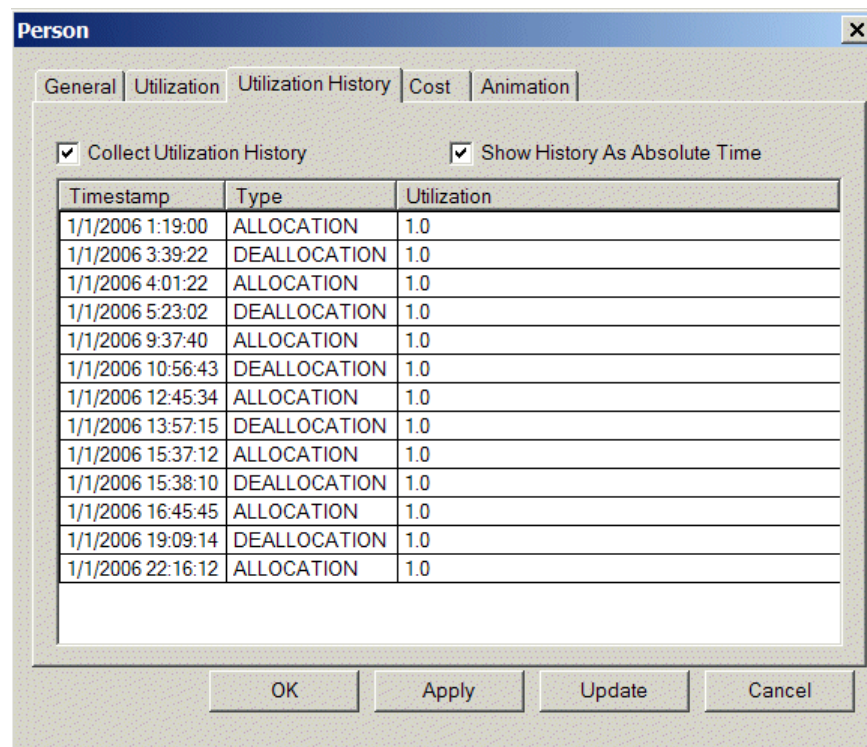 Person
General Utilization Utilization History Cost Animation
Collect Utilization History Show History As Absolute Time
Timestamp Type Utilization
1/1/2006 1:19:00 ALLOCATION 1.0
1/1/2006 3:39:22 DEALLOCATION 1.0
1/1/2006 4:01:22 ALLOCATION 1.0
1/1/2006 5:23:02 DEALLOCATION 1.0
1/1/2006 9:37:40 ALLOCATION 1.0
1/1/2006 10:56:43 DEALLOCATION 1.0
1/1/2006 12:45:34 ALLOCATION 1.0
1/1/2006 13:57:15 DEALLOCATION 1.0
1/1/2006 15:37:12 ALLOCATION 1.0
1/1/2006 15:38:10 DEALLOCATION 1.0
1/1/2006 16:45:45 ALLOCATION 1.0
1/1/2006 19:09:14 DEALLOCATION 1.0
1/1/2006 22:16:12 ALLOCATION 1.0
OK Apply Update Cancel